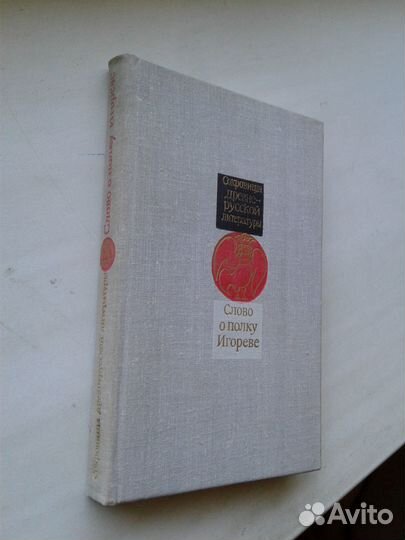 Сокровища
древне-
русской
литературы
Слово
о полку
Игореве
Сокровища древнерусской литературы Слово о полку Игореве
Avito